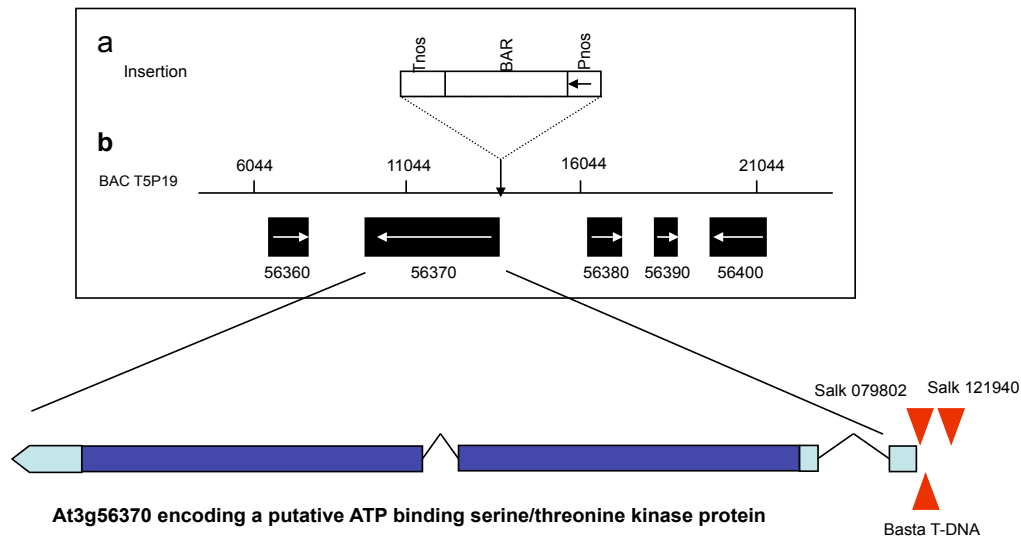 a
Insertion
Tnos
BAR
Pnos
b
BAC T5P19
6044
11044
16044
21044
56360
56370
56380
56390
56400
Salk 079802
Salk 121940
At3g56370 encoding a putative ATP binding serine/threonine kinase protein
Basta T-DNA